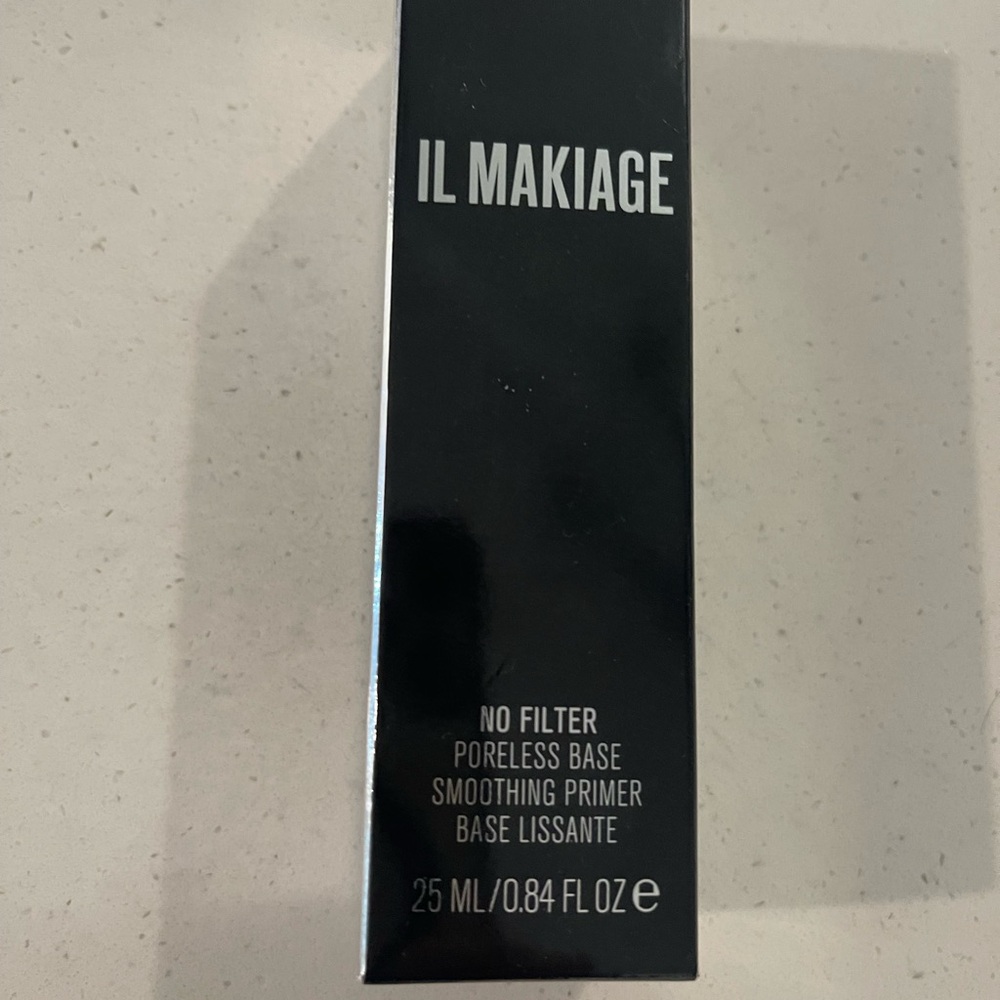 IL MAKIAGE
NO FILTER
PORELESS BASE
SMOOTHING PRIMER
BASE LISSANTE
25 ML/0.84 FL OZ e